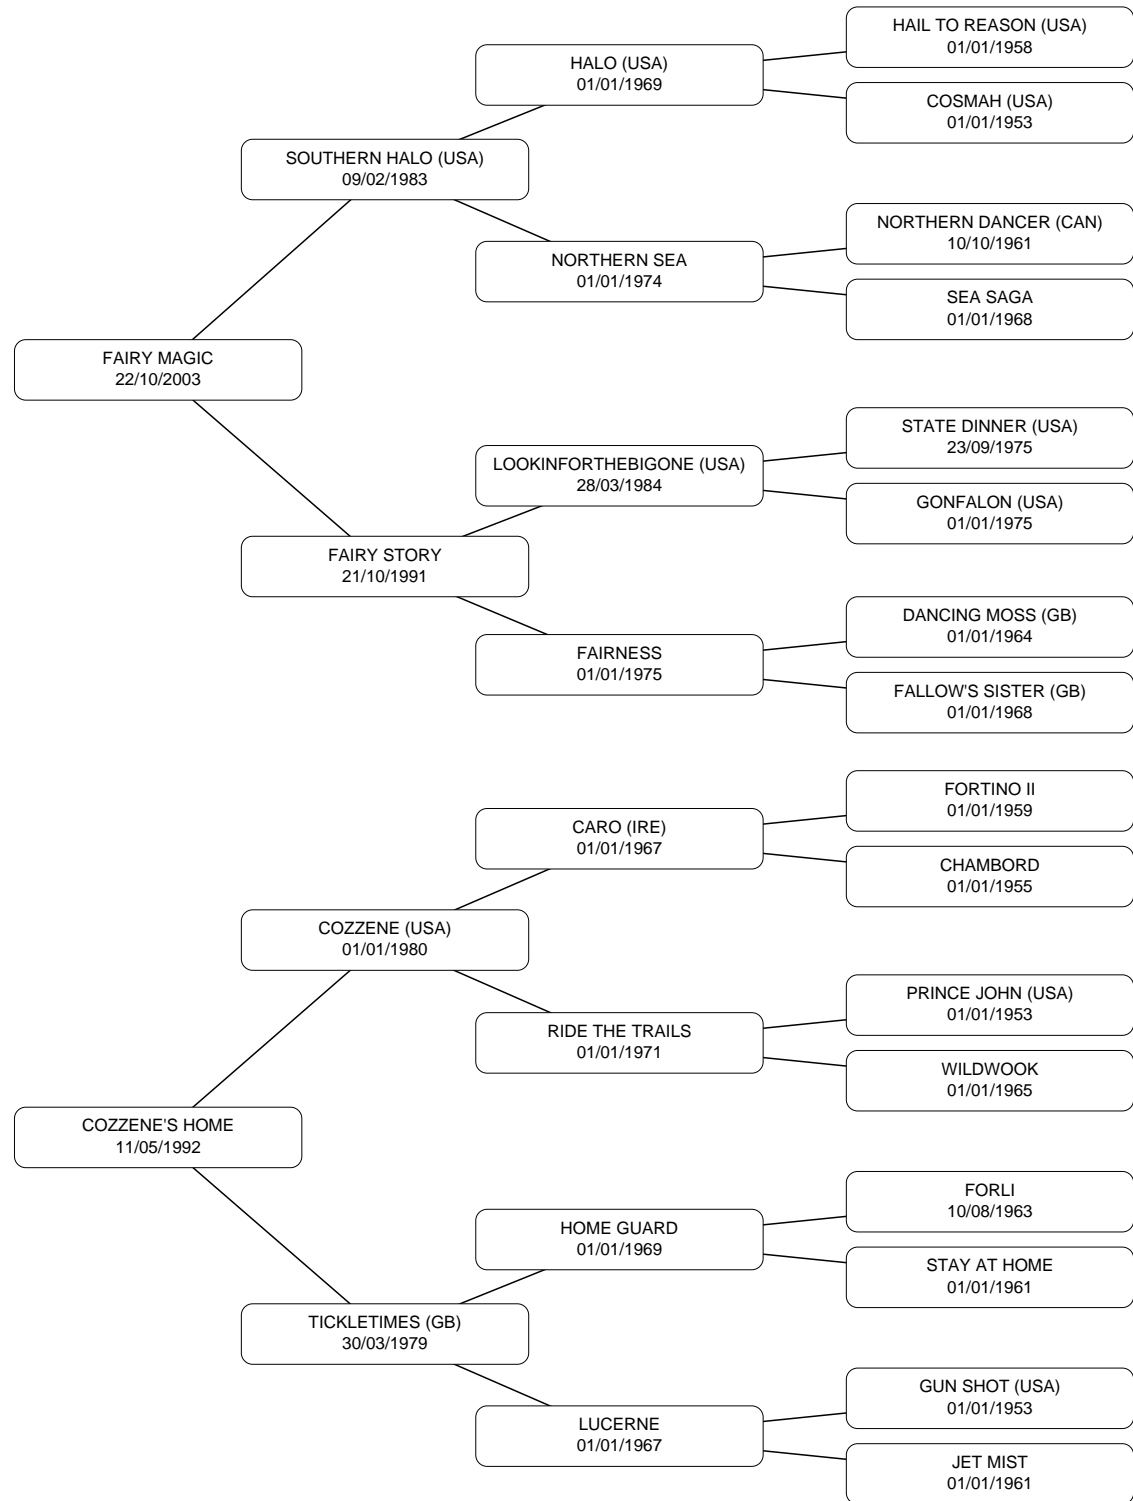 HAIL TO REASON (USA)
01/01/1958
HALO (USA)
01/01/1969
COSMAH (USA)
01/01/1953
SOUTHERN HALO (USA)
09/02/1983
NORTHERN DANCER (CAN)
10/10/1961
NORTHERN SEA
01/01/1974
SEA SAGA
01/01/1968
FAIRY MAGIC
22/10/2003
STATE DINNER (USA)
23/09/1975
LOOKINFORTHEBIGONE (USA)
28/03/1984
GONFALON (USA)
01/01/1975
FAIRY STORY
21/10/1991
DANCING MOSS (GB)
01/01/1964
FAIRNESS
01/01/1975
FALLOW'S SISTER (GB)
01/01/1968
FORTINO II
01/01/1959
CARO (IRE)
01/01/1967
CHAMBORD
01/01/1955
COZZENE (USA)
01/01/1980
PRINCE JOHN (USA)
01/01/1953
RIDE THE TRAILS
01/01/1971
WILDWOOK
01/01/1965
COZZENE'S HOME
11/05/1992
FORLI
10/08/1963
HOME GUARD
01/01/1969
STAY AT HOME
01/01/1961
TICKLETIMES (GB)
30/03/1979
GUN SHOT (USA)
01/01/1953
LUCERNE
01/01/1967
JET MIST
01/01/1961